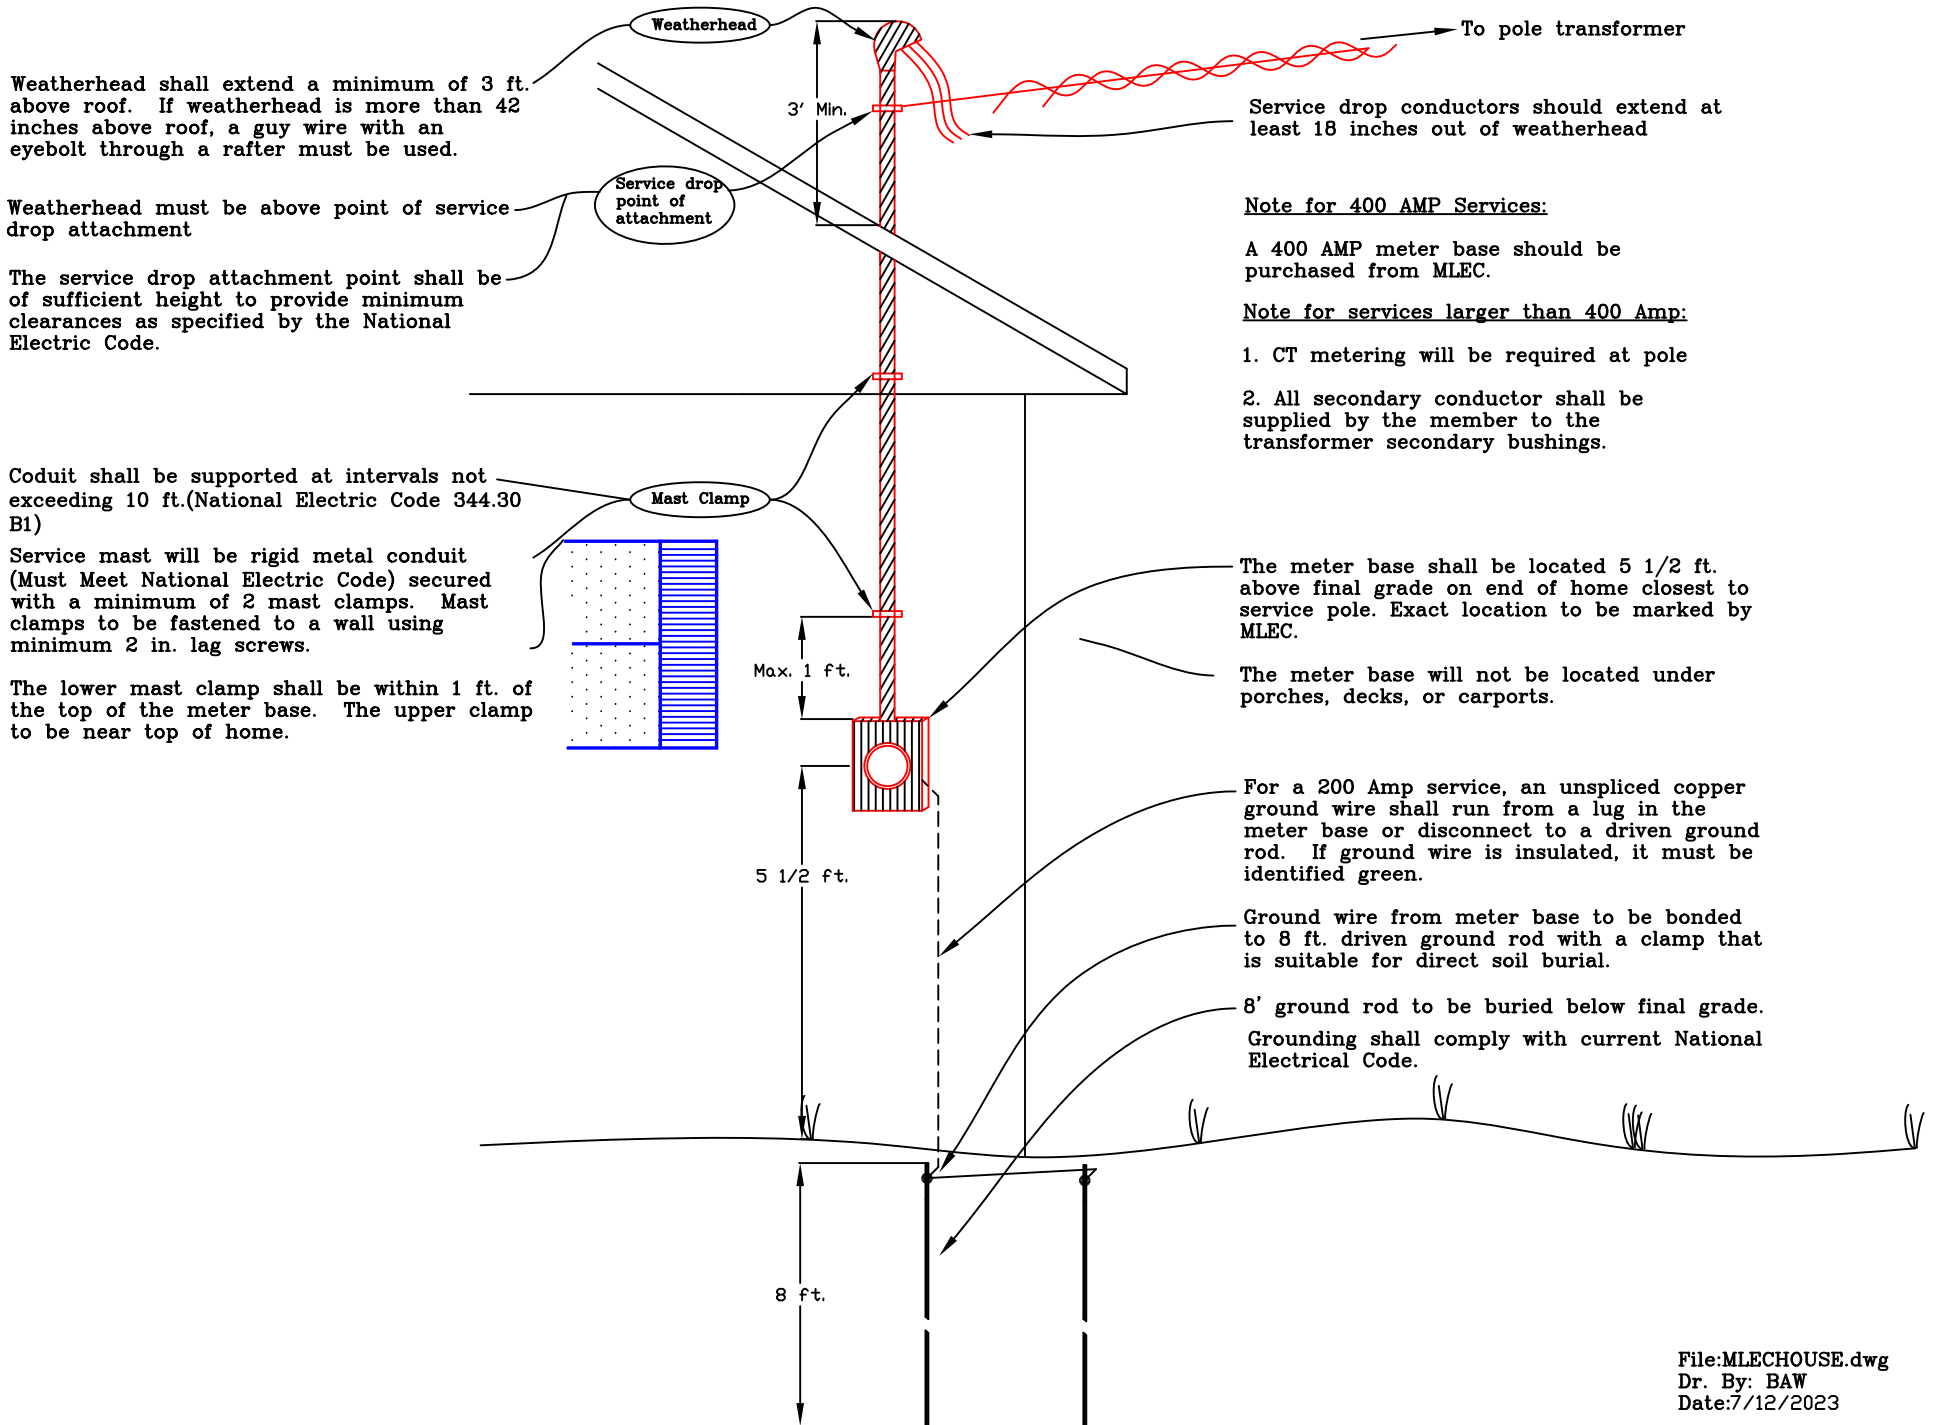 Weatherhead
To pole transformer
Weatherhead shall extend a minimum of 3 ft.
above roof. If weatherhead is more than 42
inches above roof, a guy wire with an
eyebolt through a rafter must be used.
3' Min.
Service drop conductors should extend at
least 18 inches out of weatherhead
Service drop
point of
attachment
Weatherhead must be above point of service
drop attachment
The service drop attachment point shall be
of sufficient height to provide minimum
clearances as specified by the National
Electric Code.
Note for 400 AMP Services:
A 400 AMP meter base should be
purchased from MLEC.
Note for services larger than 400 Amp:
1. CT metering will be required at pole
2. All secondary conductor shall be
supplied by the member to the
transformer secondary bushings.
Coduit shall be supported at intervals not
exceeding 10 ft.(National Electric Code 344.30
B1)
Mast Clamp
Service mast will be rigid metal conduit
(Must Meet National Electric Code) secured
with a minimum of 2 mast clamps. Mast
clamps to be fastened to a wall using
minimum 2 in. lag screws.
The lower mast clamp shall be within 1 ft. of
the top of the meter base. The upper clamp
to be near top of home.
Max. 1 ft.
The meter base shall be located 5 1/2 ft.
above final grade on end of home closest to
service pole. Exact location to be marked by
MLEC.
The meter base will not be located under
porches, decks, or carports.
5 1/2 ft.
For a 200 Amp service, an unspliced copper
ground wire shall run from a lug in the
meter base or disconnect to a driven ground
rod. If ground wire is insulated, it must be
identified green.
Ground wire from meter base to be bonded
to 8 ft. driven ground rod with a clamp that
is suitable for direct soil burial.
8' ground rod to be buried below final grade.
Grounding shall comply with current National
Electrical Code.
8 ft.
File:MLECHOUSE.dwg
Dr. By: BAW
Date:7/12/2023